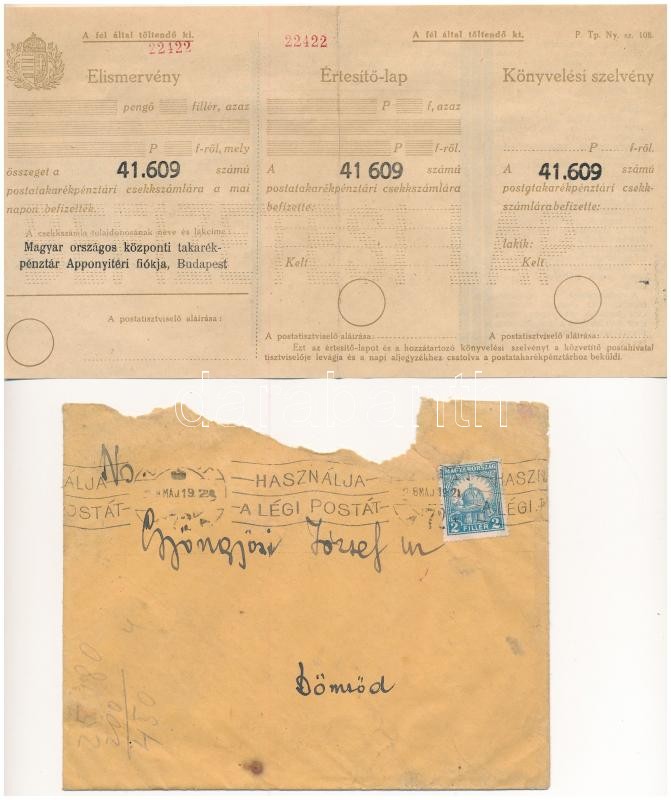 A fél által töltendő ki.
22422
Elismervény
pengő fillér, azaz
P f-ről, mely
összeget a 41.609 számú
postatakarékpénztári csekkszámlára a mai
napon befizették.
A csekkszámla tulajdonosának neve és lakcíme:
Magyar országos központi takarék-
pénztár Apponyitéri fiókja, Budapest
A postatisztviselő aláírása:
22422
A fél által töltendő ki.
Értesítő-lap
P f, azaz
P f-ről.
A 41 609 számú
postatakarékpénztári csekkszámlára
befizette:
Kelt
A postatisztviselő aláírása:
P. Tp. Ny. sz. 108.
Könyvelési szelvény
P f-ről.
A 41.609 számú
postatakarékpénztári csekk-
számlára befizette:
lakik:
Kelt
A postatisztviselő aláírása:
Ezt az értesítő-lapot és a hozzátartozó könyvelési szelvényt a közvetítő postahivatal
tisztviselője levágja és a napi aljegyzékhez csatolva a postatakarékpénztárhoz beküldi.
darabanth
No.
HASZNÁLJA
A LÉGI POSTÁT
MAGYARORSZÁG
2 FILLÉR 2
Gyöngyösi József úr
Dömsöd